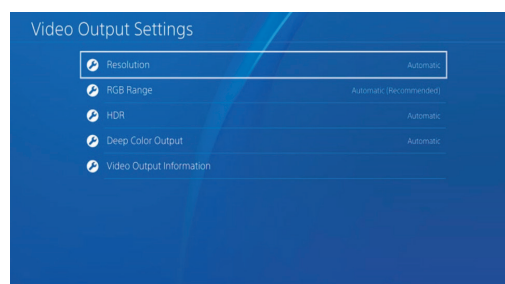 Video Output Settings
Resolution Automatic
RGB Range Automatic (Recommended)
HDR Automatic
Deep Color Output Automatic
Video Output Information